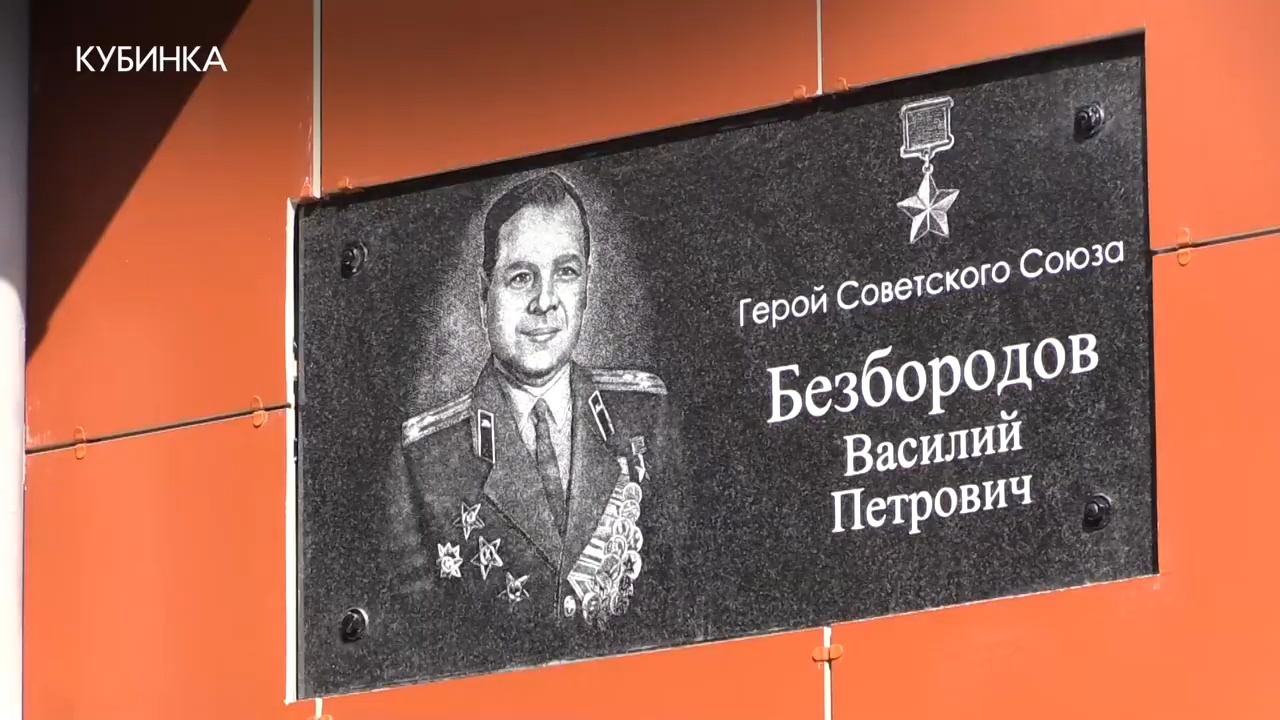 КУБИНКА
Герой Советского Союза
Безбородов
Василий
Петрович